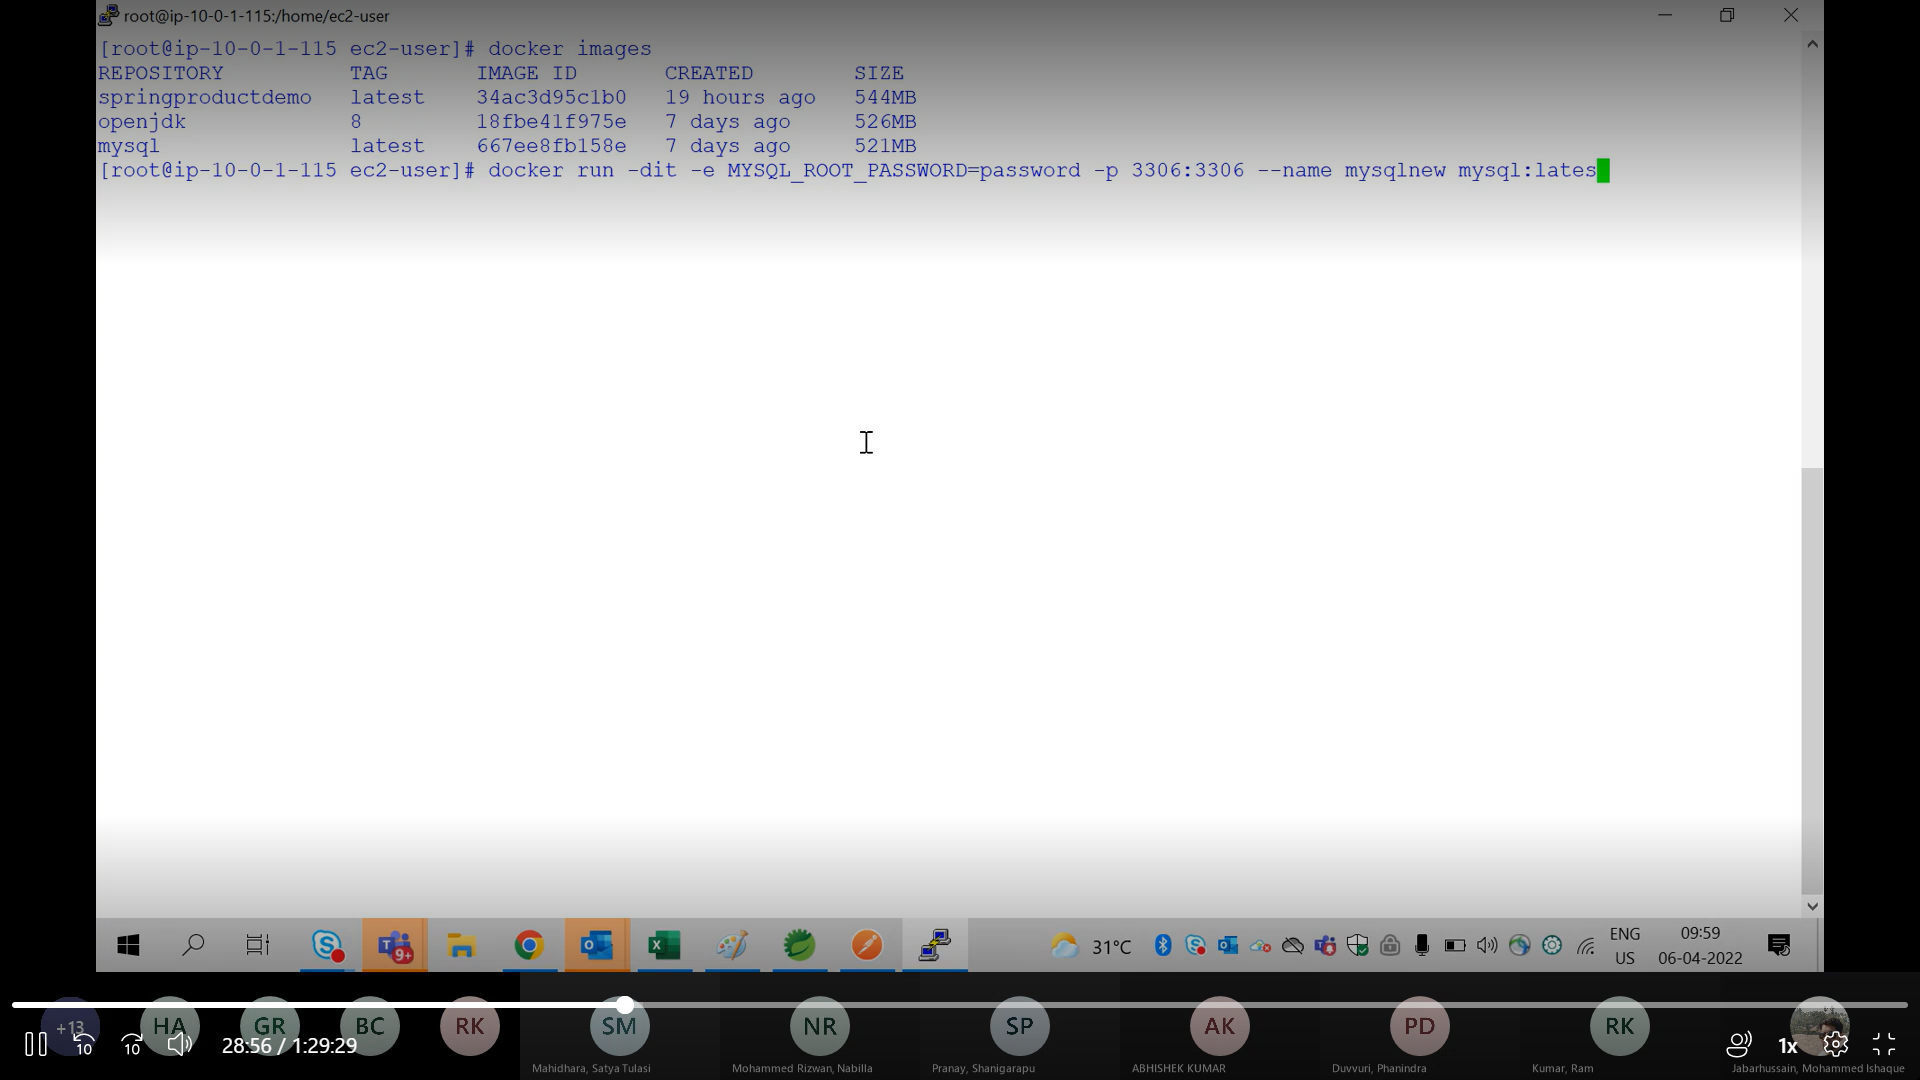 root@ip-10-0-1-115:/home/ec2-user
[root@ip-10-0-1-115 ec2-user]# docker images
REPOSITORY TAG IMAGE ID CREATED SIZE
springproductdemo latest 34ac3d95c1b0 19 hours ago 544MB
openjdk 8 18fbe41f975e 7 days ago 526MB
mysql latest 667ee8fb158e 7 days ago 521MB
[root@ip-10-0-1-115 ec2-user]# docker run -dit -e MYSQL_ROOT_PASSWORD=password -p 3306:3306 --name mysqlnew mysql:lates
9+
31°C
ENG
US
09:59
06-04-2022
+13 HA GR BC RK SM NR SP AK PD RK
10 10 28:56 / 1:29:29 1x
Mahidhara, Satya Tulasi Mohammed Rizwan, Nabilla Pranay, Shanigarapu ABHISHEK KUMAR Duvvuri, Phanindra Kumar, Ram Jabarhussain, Mohammed Ishaque